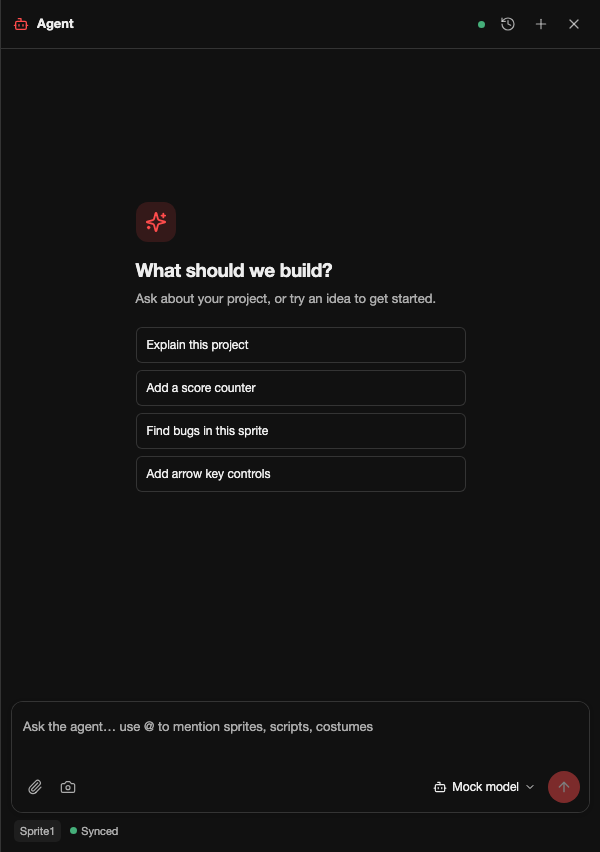 Agent
What should we build?
Ask about your project, or try an idea to get started.
Explain this project
Add a score counter
Find bugs in this sprite
Add arrow key controls
Ask the agent… use @ to mention sprites, scripts, costumes
Mock model
Sprite1
Synced